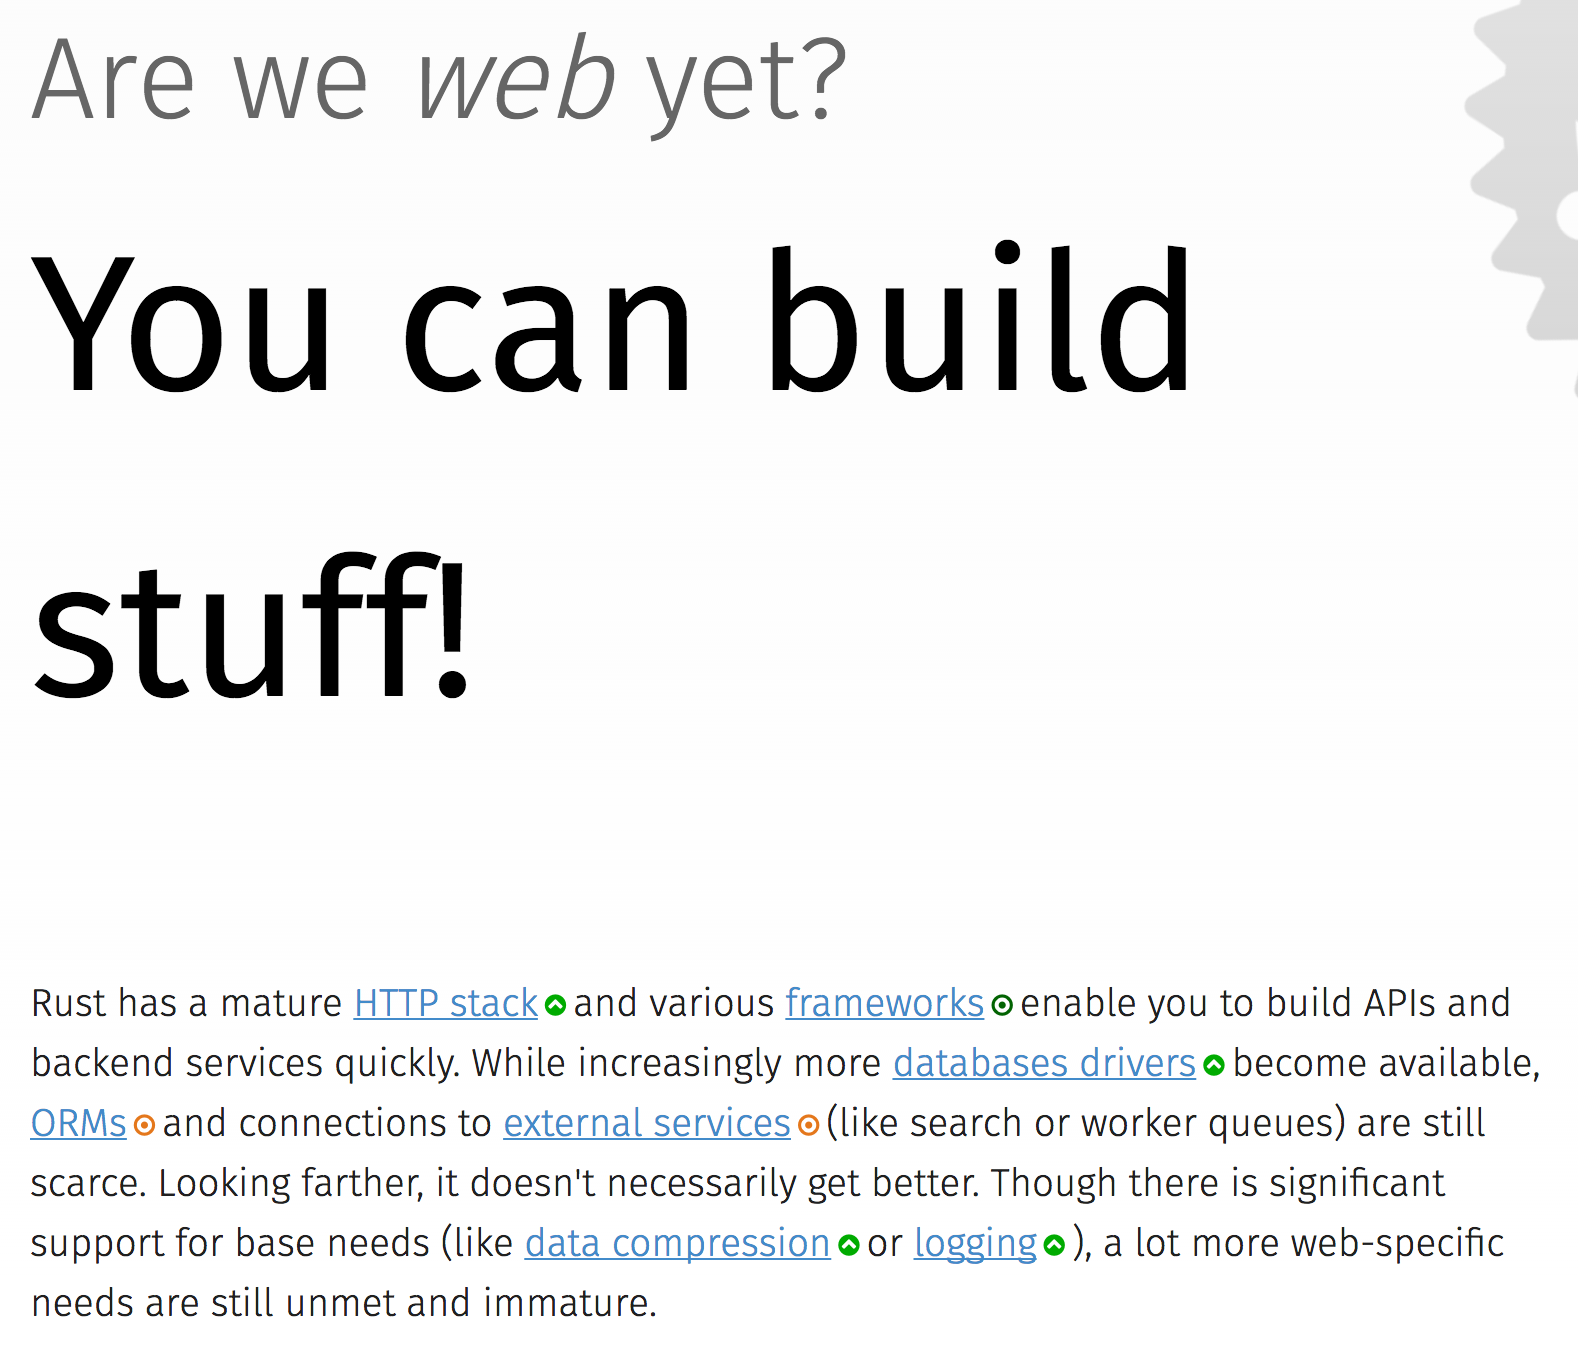 Are we web yet?
You can build
stuff!
Rust has a mature HTTP stack and various frameworks enable you to build APIs and
backend services quickly. While increasingly more databases drivers become available,
ORMs and connections to external services (like search or worker queues) are still
scarce. Looking farther, it doesn't necessarily get better. Though there is significant
support for base needs (like data compression or logging ), a lot more web-specific
needs are still unmet and immature.